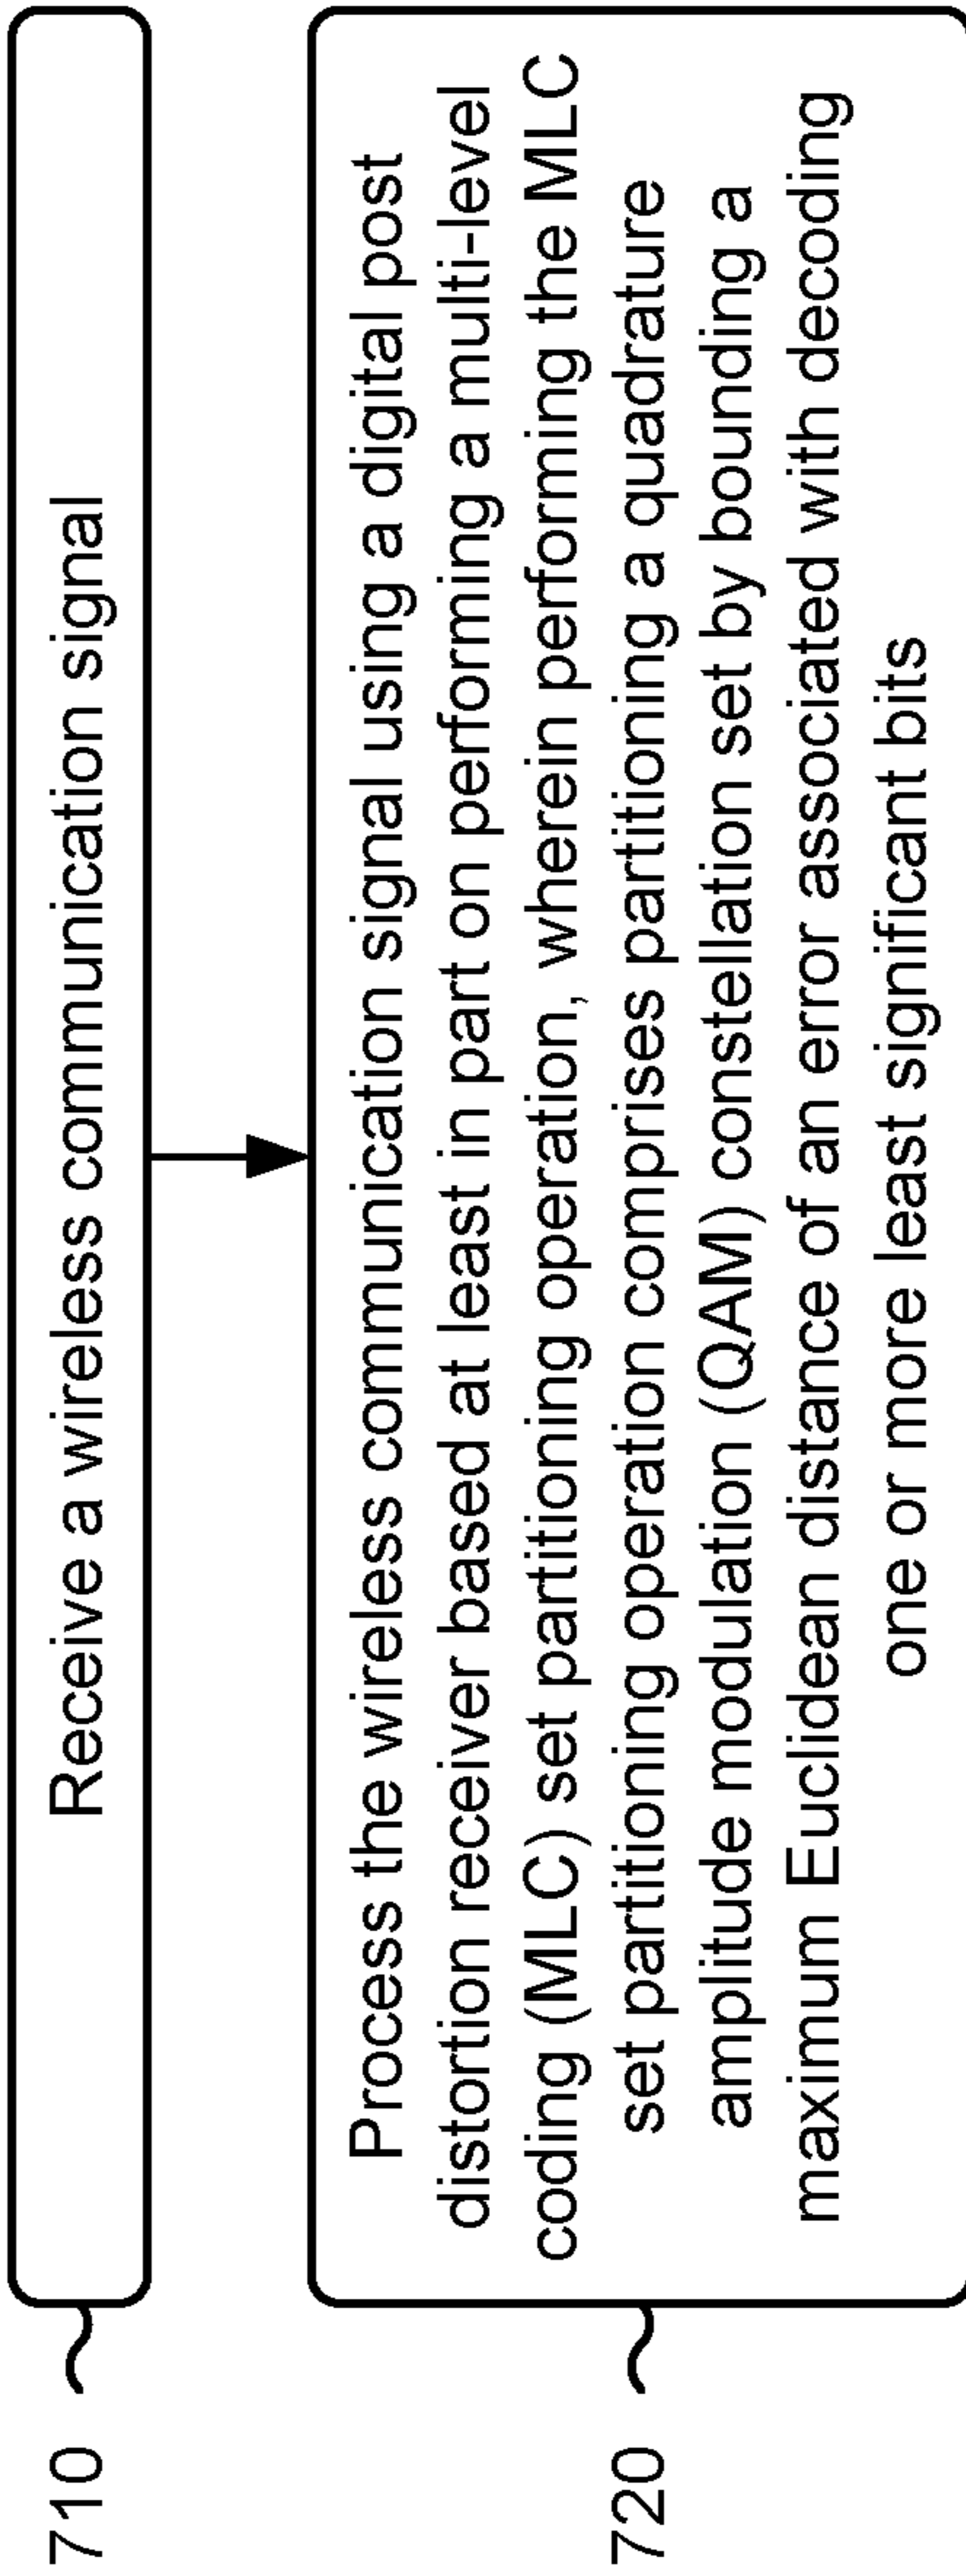 710
Receive a wireless communication signal
720
Process the wireless communication signal using a digital post
distortion receiver based at least in part on performing a multi-level
coding (MLC) set partitioning operation, wherein performing the MLC
set partitioning operation comprises partitioning a quadrature
amplitude modulation (QAM) constellation set by bounding a
maximum Euclidean distance of an error associated with decoding
one or more least significant bits